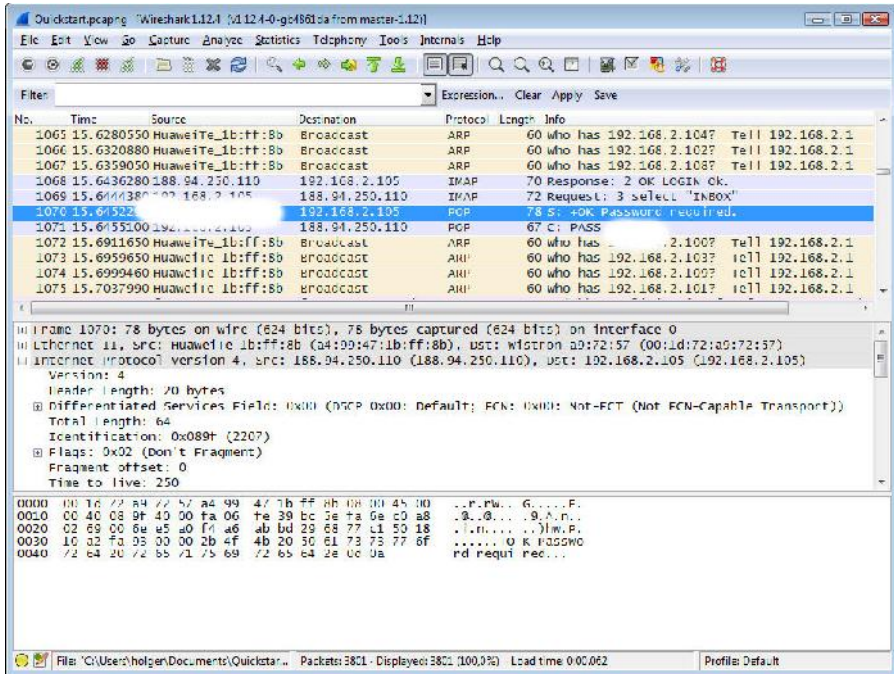 Quickstart.pcapng [Wireshark 1.12.4 (v1.12.4-0-gb4861da from master-1.12)]
File Edit View Go Capture Analyze Statistics Telephony Tools Internals Help
Filter: Expression... Clear Apply Save
No. Time Source Destination Protocol Length Info
1065 15.6280550 HuaweiTe_1b:ff:8b Broadcast ARP 60 who has 192.168.2.104? Tell 192.168.2.1
1066 15.6320880 HuaweiTe_1b:ff:8b Broadcast ARP 60 who has 192.168.2.102? Tell 192.168.2.1
1067 15.6359050 HuaweiTe_1b:ff:8b Broadcast ARP 60 who has 192.168.2.108? Tell 192.168.2.1
1068 15.6436280 188.94.250.110 192.168.2.105 IMAP 70 Response: 2 OK LOGIN Ok.
1069 15.6444380 192.168.2.105 188.94.250.110 IMAP 72 Request: 3 select "INBOX"
1070 15.64522 192.168.2.105 POP 78 S: +OK Password required.
1071 15.6455100 188.94.250.110 POP 67 C: PASS
1072 15.6911650 HuaweiTe_1b:ff:8b Broadcast ARP 60 who has .2.100? Tell 192.168.2.1
1073 15.6959650 HuaweiTe_1b:ff:8b Broadcast ARP 60 who has 192.168.2.103? Tell 192.168.2.1
1074 15.6999460 HuaweiTe_1b:ff:8b Broadcast ARP 60 who has 192.168.2.109? Tell 192.168.2.1
1075 15.7037990 HuaweiTe_1b:ff:8b Broadcast ARP 60 who has 192.168.2.101? Tell 192.168.2.1
Frame 1070: 78 bytes on wire (624 bits), 78 bytes captured (624 bits) on interface 0
Ethernet II, Src: HuaweiTe_1b:ff:8b (a4:99:47:1b:ff:8b), Dst: Wistron_a9:72:57 (00:1d:72:a9:72:57)
Internet Protocol Version 4, Src: 188.94.250.110 (188.94.250.110), Dst: 192.168.2.105 (192.168.2.105)
Version: 4
Header Length: 20 bytes
Differentiated Services Field: 0x00 (DSCP 0x00: Default; ECN: 0x00: Not-ECT (Not ECN-Capable Transport))
Total Length: 64
Identification: 0x089f (2207)
Flags: 0x02 (Don't Fragment)
Fragment offset: 0
Time to live: 250
0000 00 1d 72 a9 72 57 a4 99 47 1b ff 8b 08 00 45 00 ..r.rW.. G.....E.
0010 00 40 08 9f 40 00 fa 06 fe 39 bc 5e fa 6e c0 a8 .@..@... .9.^.n..
0020 02 69 00 6e e5 a0 f4 a6 ab bd 29 68 77 c1 50 18 .i.n.... ..)hw.P.
0030 10 a2 fa 93 00 00 2b 4f 4b 20 50 61 73 73 77 6f ......+O K Passwo
0040 72 64 20 72 65 71 75 69 72 65 64 2e 0d 0a rd requi red...
File: "C:\Users\holger\Documents\Quickstar... Packets: 3801 · Displayed: 3801 (100,0%) · Load time: 0:00.062 Profile: Default